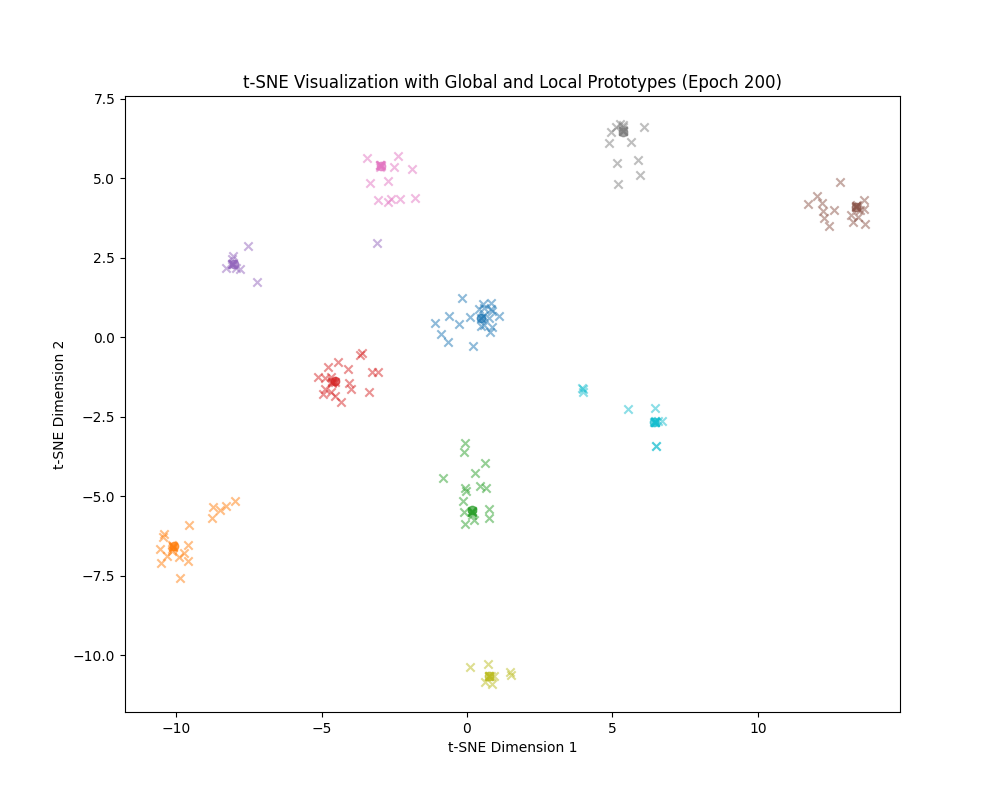 t-SNE Visualization with Global and Local Prototypes (Epoch 200)
7.5
5.0
2.5
0.0
−2.5
−5.0
−7.5
−10.0
t-SNE Dimension 2
−10 −5 0 5 10
t-SNE Dimension 1